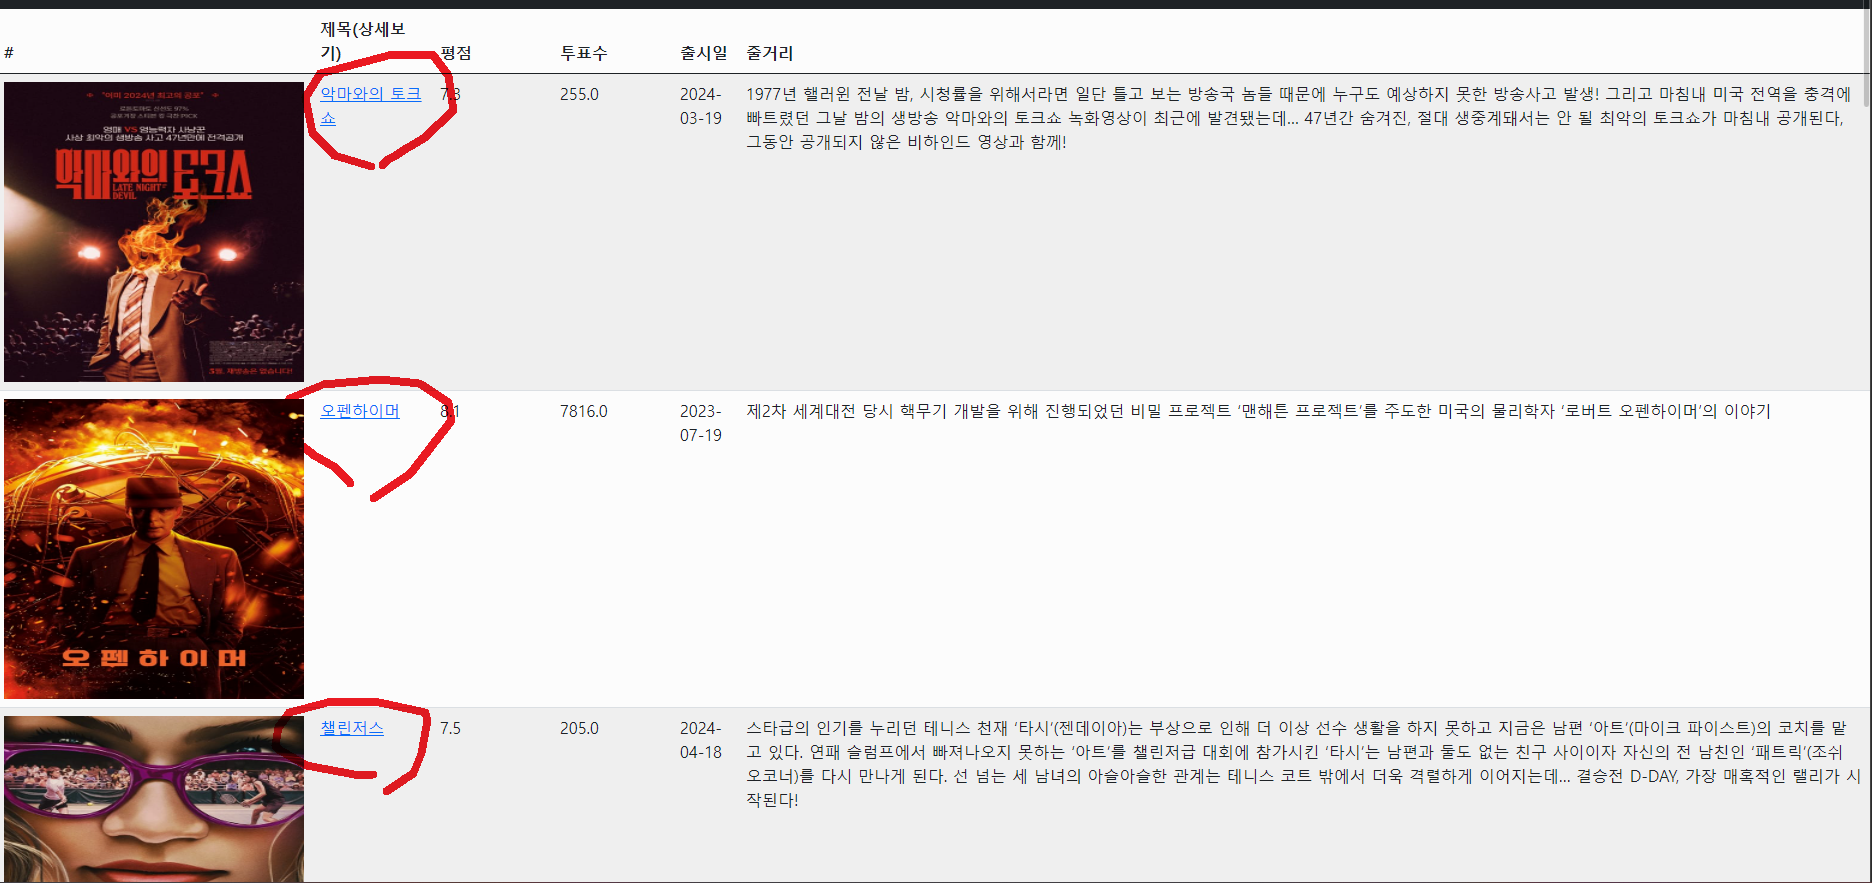 제목(상세보
기)
# 평점 투표수 출시일 줄거리
"이미 2024년 최고의 공포"
로튼토마토 신선도 97%
영매 VS 영능력자 사냥꾼
사상 최악의 생방송 사고 47년만에 전격공개
악마와의 토크쇼
LATE NIGHT
DEVIL
5월, 재방송은 없습니다!
악마와의 토크
쇼
7.3
255.0
2024-
03-19
1977년 핼러윈 전날 밤, 시청률을 위해서라면 일단 틀고 보는 방송국 놈들 때문에 누구도 예상하지 못한 방송사고 발생! 그리고 마침내 미국 전역을 충격에
빠트렸던 그날 밤의 생방송 악마와의 토크쇼 녹화영상이 최근에 발견됐는데... 47년간 숨겨진, 절대 생중계돼서는 안 될 최악의 토크쇼가 마침내 공개된다,
그동안 공개되지 않은 비하인드 영상과 함께!
오펜하이머
오펜하이머
8.1
7816.0
2023-
07-19
제2차 세계대전 당시 핵무기 개발을 위해 진행되었던 비밀 프로젝트 ‘맨해튼 프로젝트’를 주도한 미국의 물리학자 ‘로버트 오펜하이머’의 이야기
챌린저스
7.5
205.0
2024-
04-18
스타급의 인기를 누리던 테니스 천재 ‘타시’(젠데이아)는 부상으로 인해 더 이상 선수 생활을 하지 못하고 지금은 남편 ‘아트’(마이크 파이스트)의 코치를 맡
고 있다. 연패 슬럼프에서 빠져나오지 못하는 ‘아트’를 챌린저급 대회에 참가시킨 ‘타시’는 남편과 둘도 없는 친구 사이이자 자신의 전 남친인 ‘패트릭’(조쉬
오코너)를 다시 만나게 된다. 선 넘는 세 남녀의 아슬아슬한 관계는 테니스 코트 밖에서 더욱 격렬하게 이어지는데... 결승전 D-DAY, 가장 매혹적인 랠리가 시
작된다!